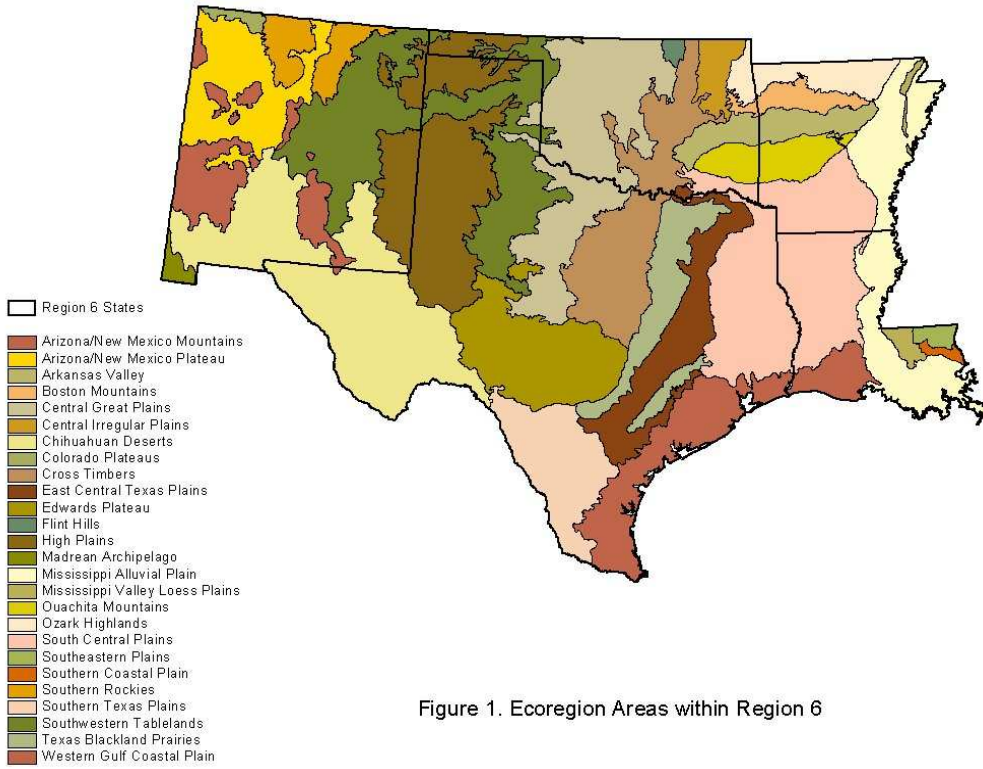 Region 6 States
Arizona/New Mexico Mountains
Arizona/New Mexico Plateau
Arkansas Valley
Boston Mountains
Central Great Plains
Central Irregular Plains
Chihuahuan Deserts
Colorado Plateaus
Cross Timbers
East Central Texas Plains
Edwards Plateau
Flint Hills
High Plains
Madrean Archipelago
Mississippi Alluvial Plain
Mississippi Valley Loess Plains
Ouachita Mountains
Ozark Highlands
South Central Plains
Southeastern Plains
Southern Coastal Plain
Southern Rockies
Southern Texas Plains
Southwestern Tablelands
Texas Blackland Prairies
Western Gulf Coastal Plain
Figure 1. Ecoregion Areas within Region 6